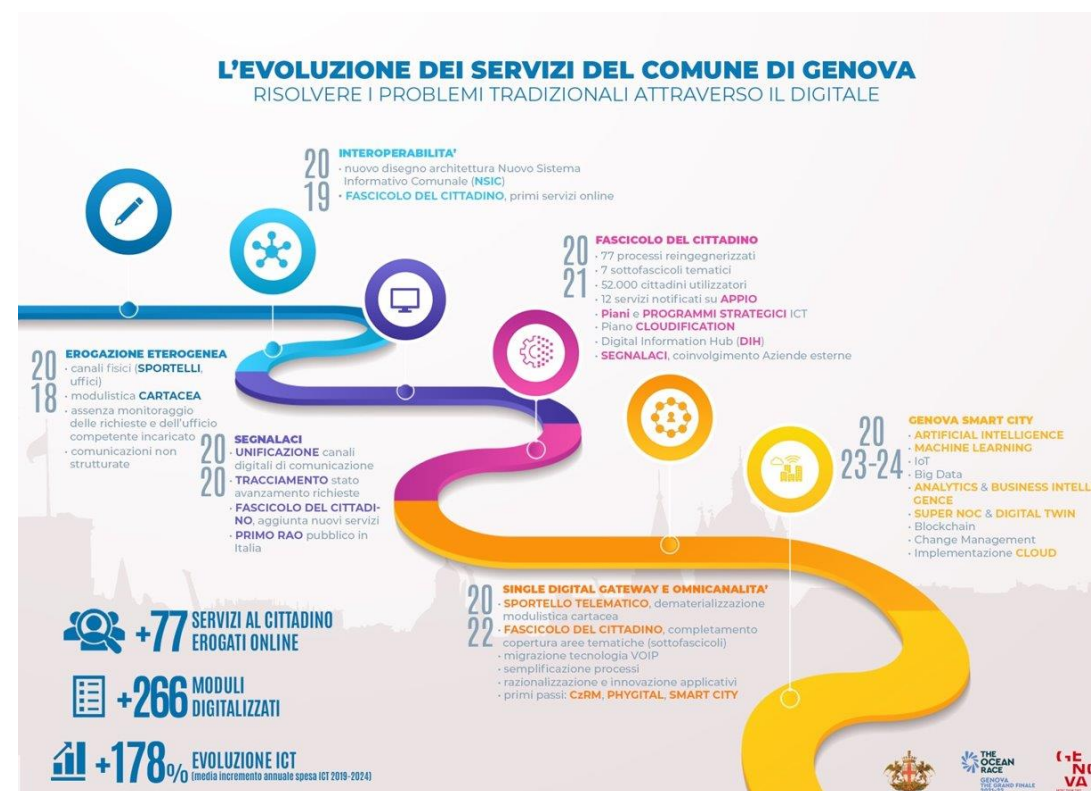 L'EVOLUZIONE DEI SERVIZI DEL COMUNE DI GENOVA
RISOLVERE I PROBLEMI TRADIZIONALI ATTRAVERSO IL DIGITALE
20
19
INTEROPERABILITA'
· nuovo disegno architettura Nuovo Sistema
Informativo Comunale (NSIC)
· FASCICOLO DEL CITTADINO, primi servizi online
20
21
FASCICOLO DEL CITTADINO
· 77 processi reingegnerizzati
· 7 sottofascicoli tematici
· 52.000 cittadini utilizzatori
· 12 servizi notificati su APPIO
· Piani e PROGRAMMI STRATEGICI ICT
· Piano CLOUDIFICATION
· Digital Information Hub (DIH)
· SEGNALACI, coinvolgimento Aziende esterne
20
18
EROGAZIONE ETEROGENEA
· canali fisici (SPORTELLI,
uffici)
· modulistica CARTACEA
· assenza monitoraggio
delle richieste e dell'ufficio
competente incaricato
· comunicazioni non
strutturate
20
20
SEGNALACI
· UNIFICAZIONE canali
digitali di comunicazione
· TRACCIAMENTO stato
avanzamento richieste
· FASCICOLO DEL CITTADI-
NO, aggiunta nuovi servizi
· PRIMO RAO pubblico in
Italia
20
23-24
GENOVA SMART CITY
· ARTIFICIAL INTELLIGENCE
· MACHINE LEARNING
· IoT
· Big Data
· ANALYTICS & BUSINESS INTELL
GENCE
· SUPER NOC & DIGITAL TWIN
· Blockchain
· Change Management
· Implementazione CLOUD
20
22
SINGLE DIGITAL GATEWAY E OMNICANALITA'
· SPORTELLO TELEMATICO, dematerializzazione
modulistica cartacea
· FASCICOLO DEL CITTADINO, completamento
copertura aree tematiche (sottofascicoli)
· migrazione tecnologia VOIP
· semplificazione processi
· razionalizzazione e innovazione applicativi
· primi passi: CzRM, PHYGITAL, SMART CITY
+77 SERVIZI AL CITTADINO
EROGATI ONLINE
+266 MODULI
DIGITALIZZATI
+178% EVOLUZIONE ICT
(media incremento annuale spesa ICT 2019-2024)
THE
OCEAN
RACE
GENOVA
THE GRAND FINALE
GE
NO
VA